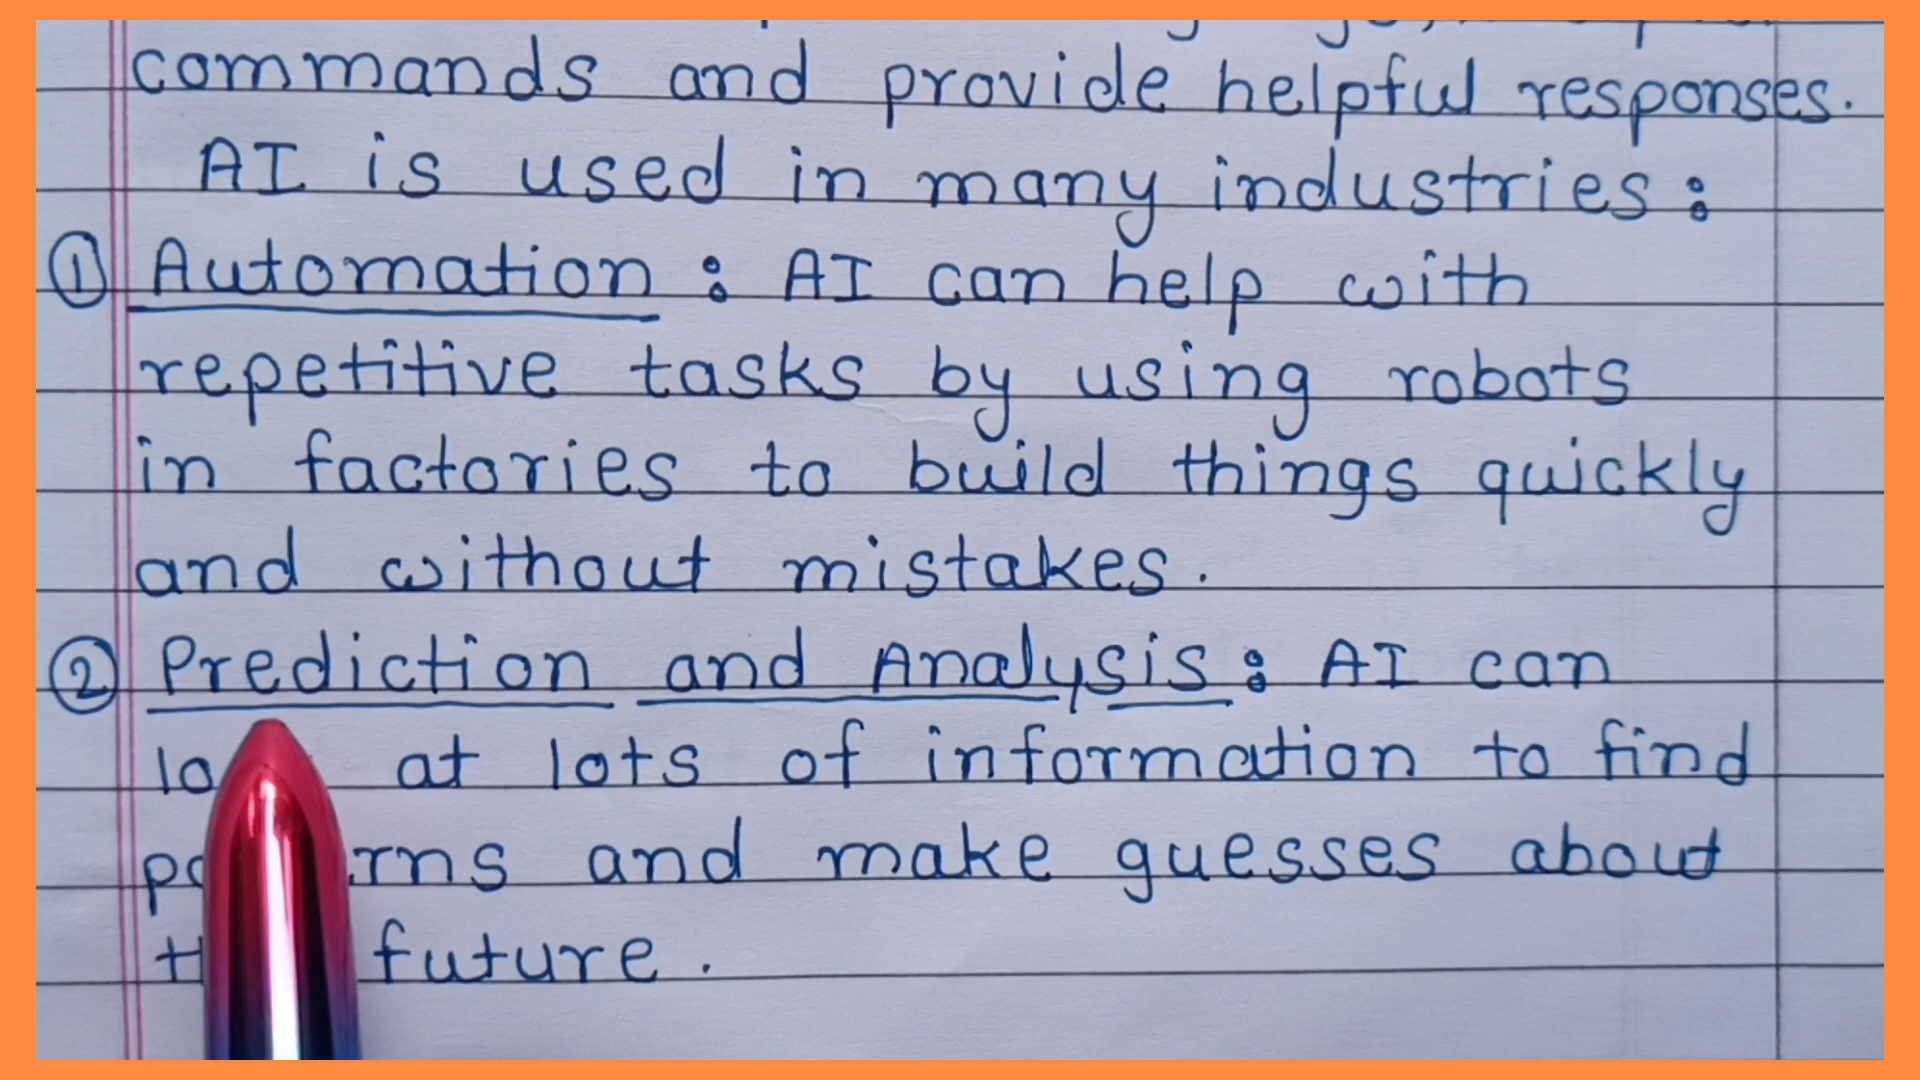 commands and provide helpful responses.
AI is used in many industries:
① Automation : AI can help with
repetitive tasks by using robots
in factories to build things quickly
and without mistakes.
② Prediction and Analysis: AI can
at lots of information to find
and make guesses about
future.